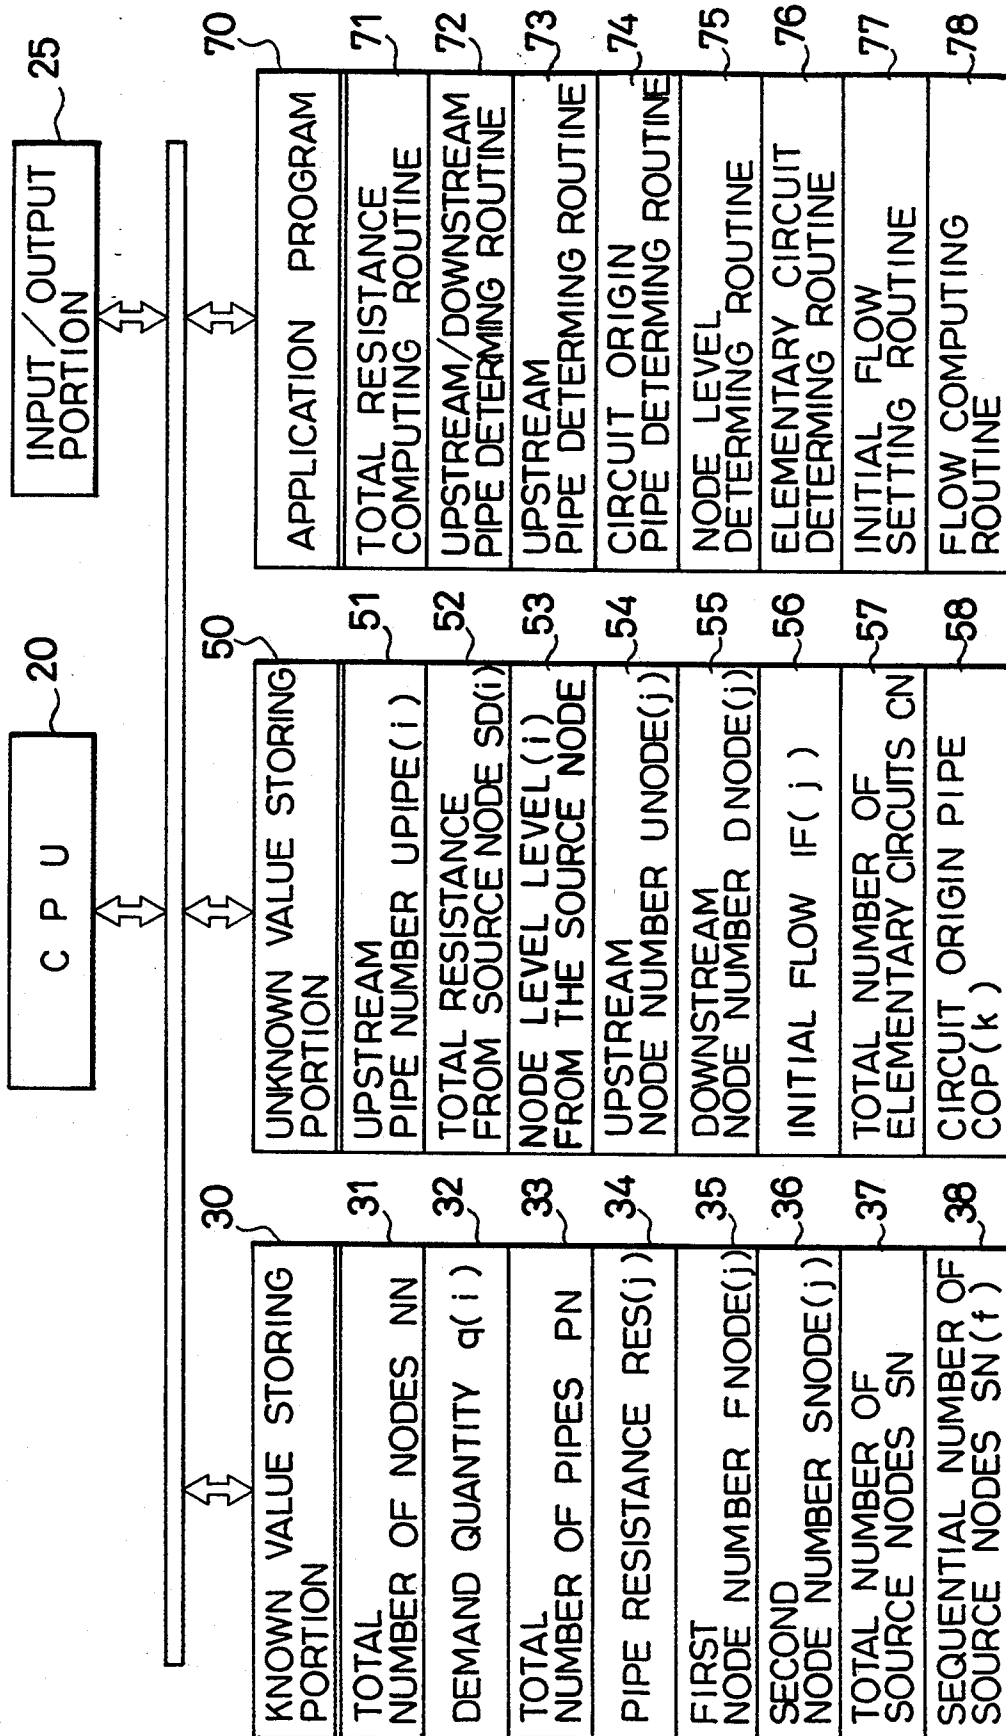 20
C P U
25
INPUT/OUTPUT
PORTION
30
KNOWN VALUE STORING
PORTION
31
TOTAL
NUMBER OF NODES NN
32
DEMAND QUANTITY q(i)
33
TOTAL
NUMBER OF PIPES PN
34
PIPE RESISTANCE RES(j)
35
FIRST
NODE NUMBER FNODE(j)
36
SECOND
NODE NUMBER SNODE(j)
37
TOTAL NUMBER OF
SOURCE NODES SN
38
SEQUENTIAL NUMBER OF
SOURCE NODES SN(f)
50
UNKNOWN VALUE STORING
PORTION
51
UPSTREAM
PIPE NUMBER UPIPE(i)
52
TOTAL RESISTANCE
FROM SOURCE NODE SD(i)
53
NODE LEVEL LEVEL(i)
FROM THE SOURCE NODE
54
UPSTREAM
NODE NUMBER UNODE(j)
55
DOWNSTREAM
NODE NUMBER DNODE(j)
56
INITIAL FLOW IF(j)
57
TOTAL NUMBER OF
ELEMENTARY CIRCUITS CN
58
CIRCUIT ORIGIN PIPE
COP(k)
70
APPLICATION PROGRAM
71
TOTAL RESISTANCE
COMPUTING ROUTINE
72
UPSTREAM/DOWNSTREAM
PIPE DETERMING ROUTINE
73
UPSTREAM
PIPE DETERMING ROUTINE
74
CIRCUIT ORIGIN
PIPE DETERMING ROUTINE
75
NODE LEVEL
DETERMING ROUTINE
76
ELEMENTARY CIRCUIT
DETERMING ROUTINE
77
INITIAL FLOW
SETTING ROUTINE
78
FLOW COMPUTING
ROUTINE